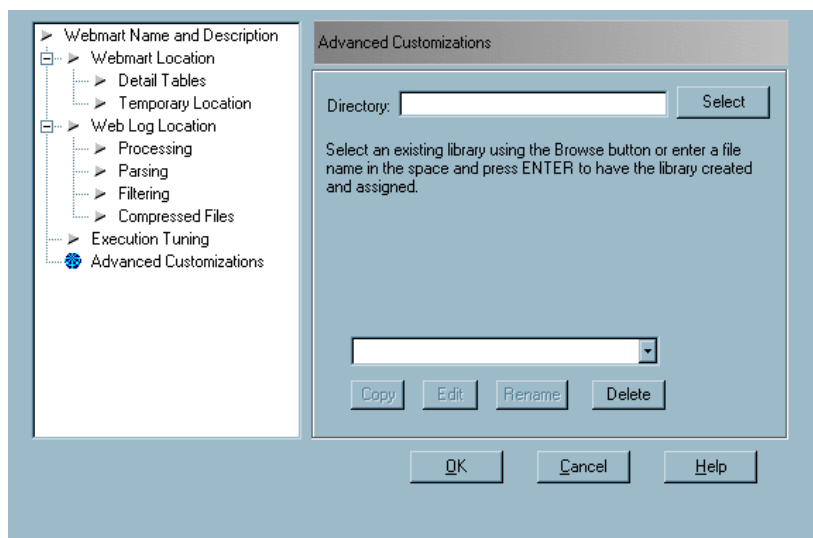 Webmart Name and Description
Webmart Location
Detail Tables
Temporary Location
Web Log Location
Processing
Parsing
Filtering
Compressed Files
Execution Tuning
Advanced Customizations
Advanced Customizations
Directory:
Select
Select an existing library using the Browse button or enter a file
name in the space and press ENTER to have the library created
and assigned.
Copy Edit Rename Delete
OK Cancel Help